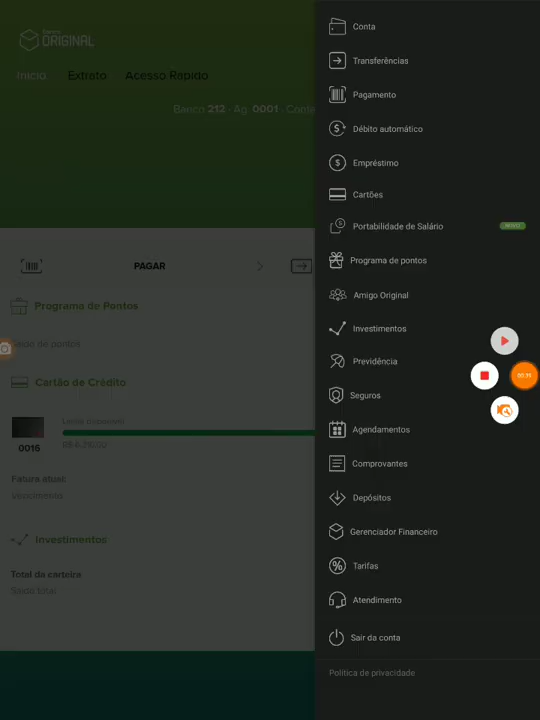 Banco
ORIGINAL
Início
Extrato
Acesso Rápido
Banco 212 · Ag. 0001 · Conta
PAGAR
Programa de Pontos
Saldo de pontos
Cartão de Crédito
Limite Disponível
0015
Fatura atual:
Vencimento
Investimentos
Total da carteira
Saldo total
Conta
Transferências
Pagamento
Débito automático
Empréstimo
Cartões
Portabilidade de Salário
NOVO
Programa de pontos
Amigo Original
Investimentos
Previdência
Seguros
Agendamentos
Comprovantes
Depósitos
Gerenciador Financeiro
Tarifas
Atendimento
Sair da conta
Política de privacidade